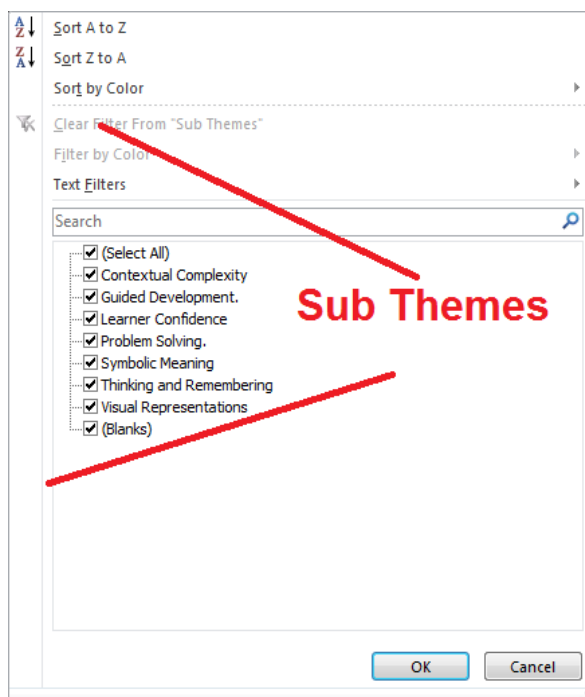 Sort A to Z
Sort Z to A
Sort by Color
Clear Filter From "Sub Themes"
Filter by Color
Text Filters
Search
(Select All)
Contextual Complexity
Guided Development.
Sub Themes
Learner Confidence
Problem Solving.
Symbolic Meaning
Thinking and Remembering
Visual Representations
(Blanks)
OK
Cancel